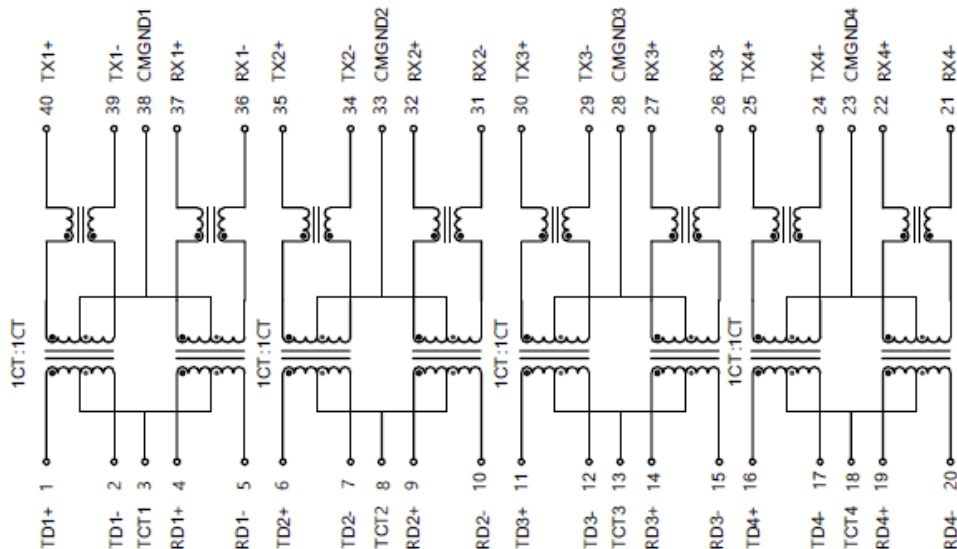 40 TX1+
39 TX1-
38 CMGND1
37 RX1+
36 RX1-
35 TX2+
34 TX2-
33 CMGND2
32 RX2+
31 RX2-
30 TX3+
29 TX3-
28 CMGND3
27 RX3+
26 RX3-
25 TX4+
24 TX4-
23 CMGND4
22 RX4+
21 RX4-
1CT:1CT
1CT:1CT
1CT:1CT
1CT:1CT
TD1+ 1
TD1- 2
TCT1 3
RD1+ 4
RD1- 5
TD2+ 6
TD2- 7
TCT2 8
RD2+ 9
RD2- 10
TD3+ 11
TD3- 12
TCT3 13
RD3+ 14
RD3- 15
TD4+ 16
TD4- 17
TCT4 18
RD4+ 19
RD4- 20